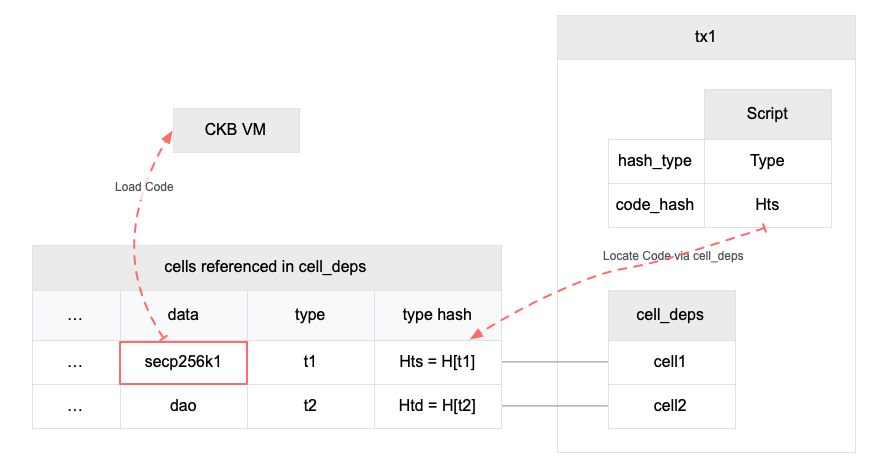 tx1
Script
CKB VM
hash_type Type
Load Code
code_hash Hts
Locate Code via cell_deps
cells referenced in cell_deps
... data type type hash
cell_deps
... secp256k1 t1 Hts = H[t1]
cell1
... dao t2 Htd = H[t2]
cell2